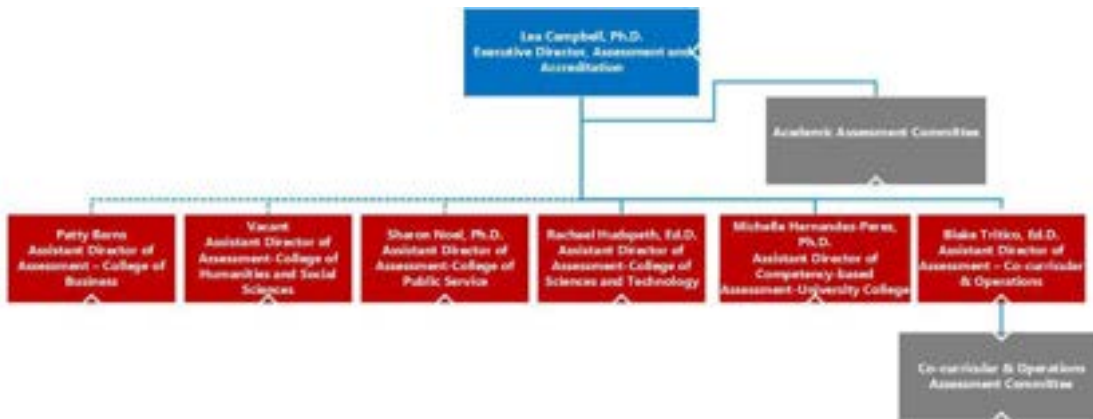 Lea Campbell, Ph.D.
Executive Director, Assessment and
Accreditation
Academic Assessment Committee
Patty Barns
Assistant Director of
Assessment – College of
Business
Vacant
Assistant Director of
Assessment-College of
Humanities and Social
Sciences
Sharon Noel, Ph.D.
Assistant Director of
Assessment-College of
Public Service
Rachael Hudspeth, Ed.D.
Assistant Director of
Assessment-College of
Sciences and Technology
Michelle Hernandez-Perez,
Ph.D.
Assistant Director of
Competency-based
Assessment-University College
Blake Tritico, Ed.D.
Assistant Director of
Assessment – Co-curricular
& Operations
Co-curricular & Operations
Assessment Committee